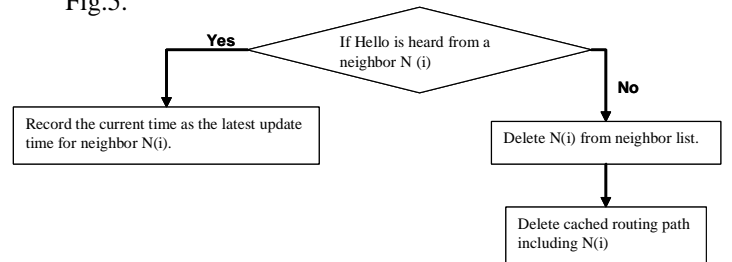 Fig.5.
Yes
If Hello is heard from a
neighbor N (i)
No
Record the current time as the latest update
time for neighbor N(i).
Delete N(i) from neighbor list.
Delete cached routing path
including N(i)